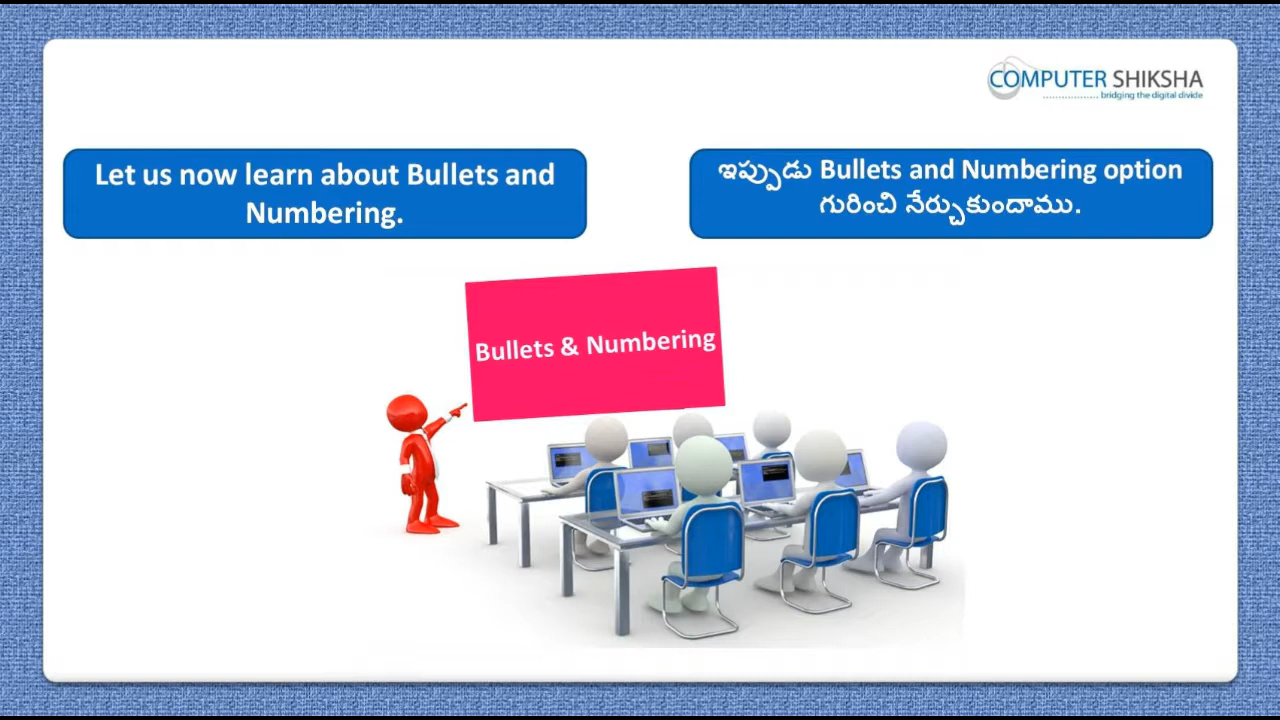 COMPUTER SHIKSHA
bridging the digital divide
Let us now learn about Bullets and
Numbering.
ఇప్పుడు Bullets and Numbering option
గురించి నేర్చుకుందాము.
Bullets & Numbering